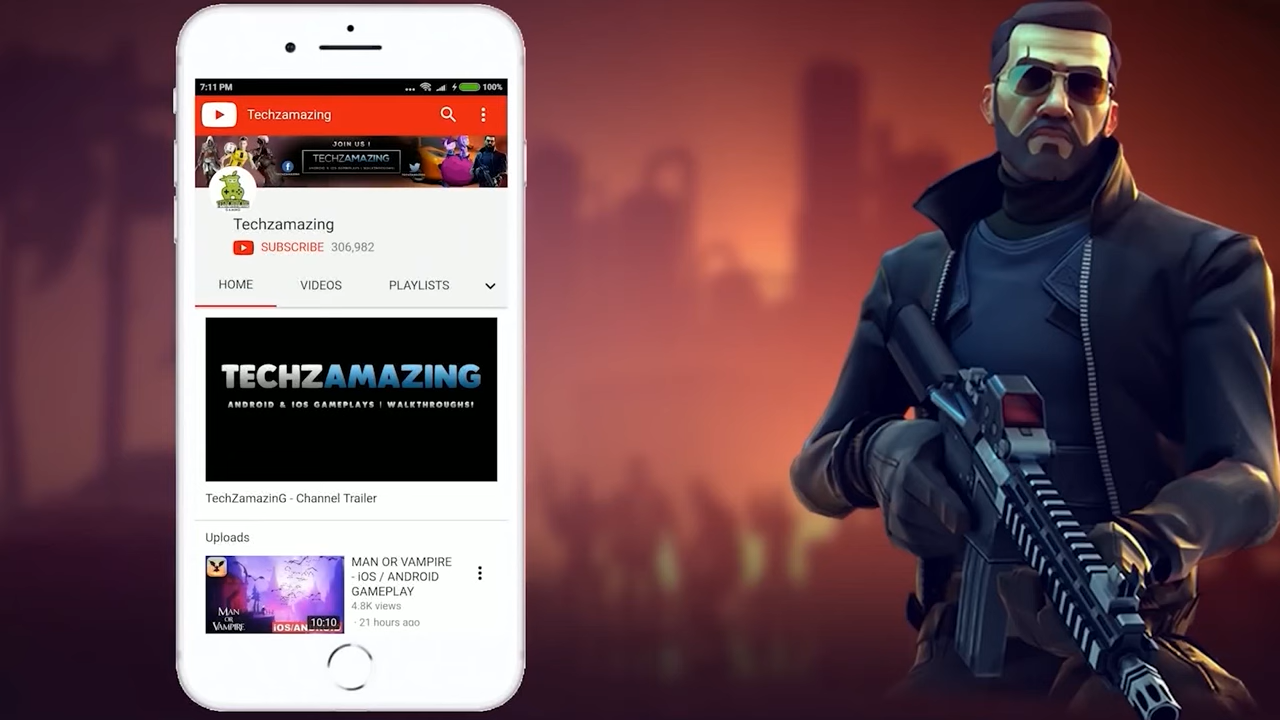 7:11 PM
100%
Techzamazing
JOIN US !
TECHZAMAZING
Techzamazing
SUBSCRIBE 306,982
HOME VIDEOS PLAYLISTS
TECHZAMAZING
ANDROID & IOS GAMEPLAYS | WALKTHROUGHS!
TechZamazinG - Channel Trailer
Uploads
MAN OR VAMPIRE
- iOS / ANDROID
GAMEPLAY
4.8K views
· 21 hours ago
MAN
OR
VAMPIRE
10:10